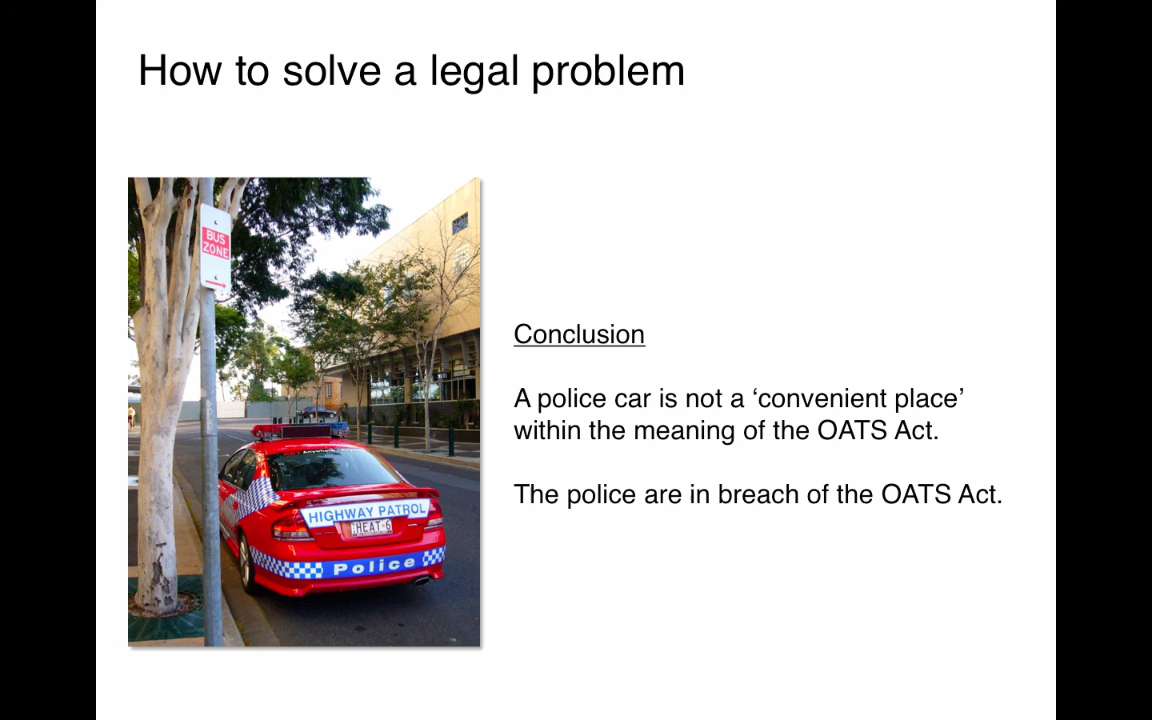 How to solve a legal problem
BUS
ZONE
HIGHWAY PATROL
HEAT-6
Police
Conclusion
A police car is not a ‘convenient place’
within the meaning of the OATS Act.
The police are in breach of the OATS Act.